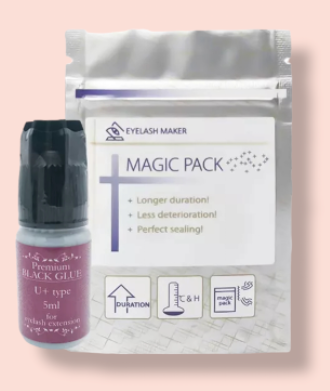 EYELASH MAKER
MAGIC PACK
+ Longer duration!
+ Less deterioration!
+ Perfect sealing!
DURATION
°C & H
magic
pack
Premium
BLACK GLUE
U+ type
5ml
for
eyelash extension